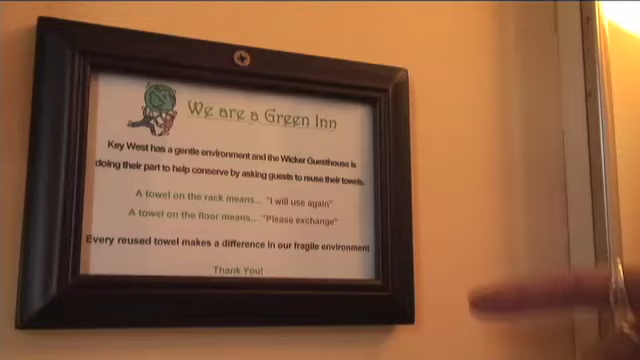 We are a Green Inn
Key West has a gentle environment and the Wicker Guesthouse is
doing their part to help conserve by asking guests to reuse their towels.
A towel on the rack means... "I will use again"
A towel on the floor means... "Please exchange"
Every reused towel makes a difference in our fragile environment
Thank You!